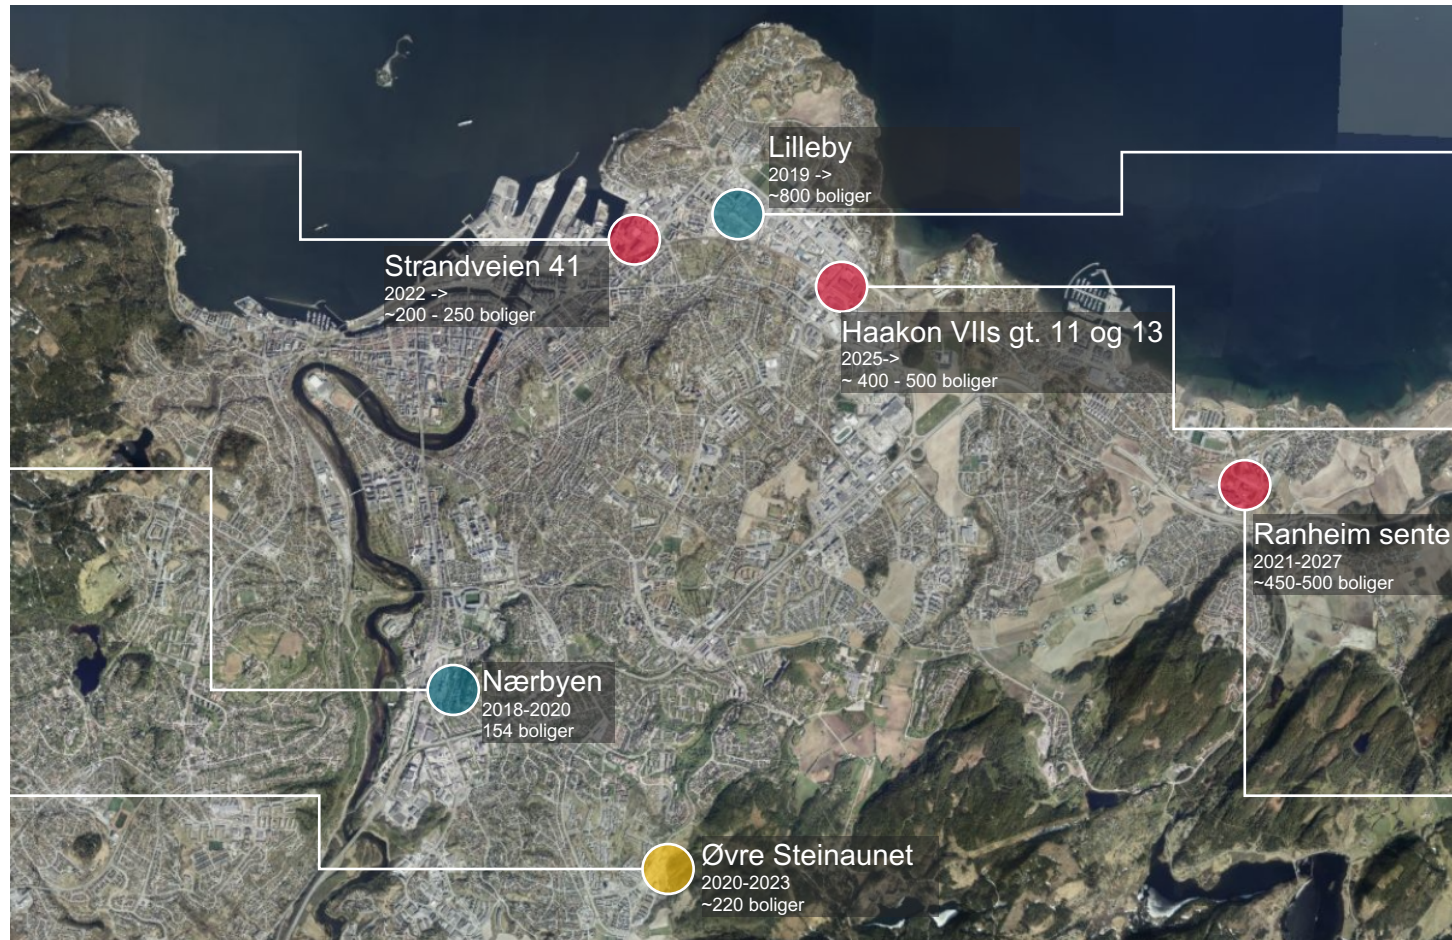 Lilleby
2019 ->
~800 boliger
Strandveien 41
2022 ->
~200 - 250 boliger
Haakon VIIs gt. 11 og 13
2025->
~ 400 - 500 boliger
Ranheim sente
2021-2027
~450-500 boliger
Nærbyen
2018-2020
154 boliger
Øvre Steinaunet
2020-2023
~220 boliger